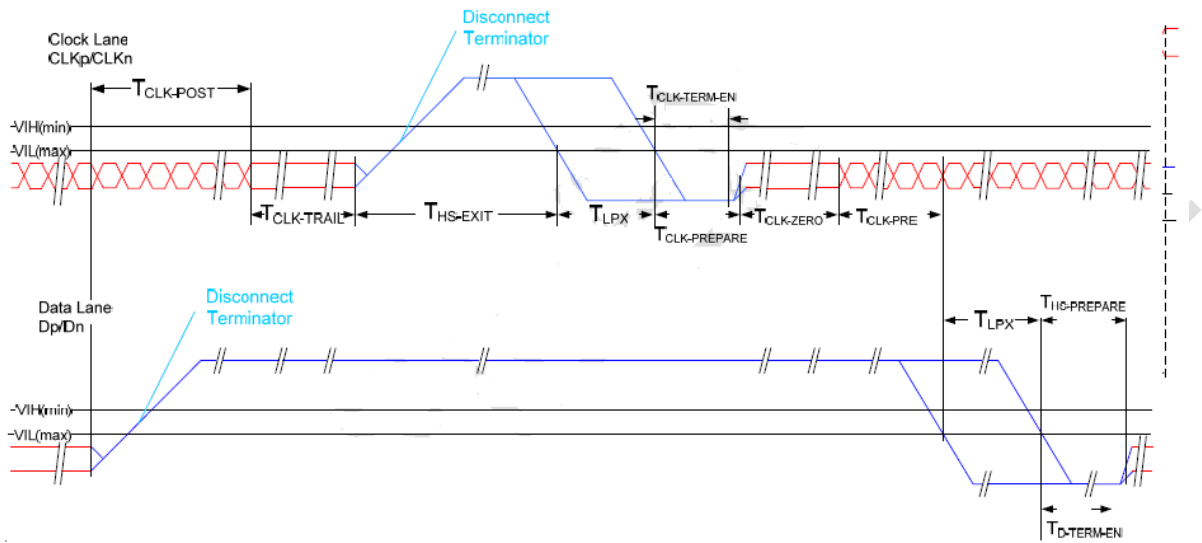 Disconnect
Terminator
Clock Lane
CLKp/CLKn
TCLK-POST
TCLK-TERM-EN
VIH(min)
VIL(max)
TCLK-TRAIL
THS-EXIT
TLPX
TCLK-PREPARE
TCLK-ZERO
TCLK-PRE
Data Lane
Dp/Dn
Disconnect
Terminator
TLPX
THS-PREPARE
VIH(min)
VIL(max)
TD-TERM-EN